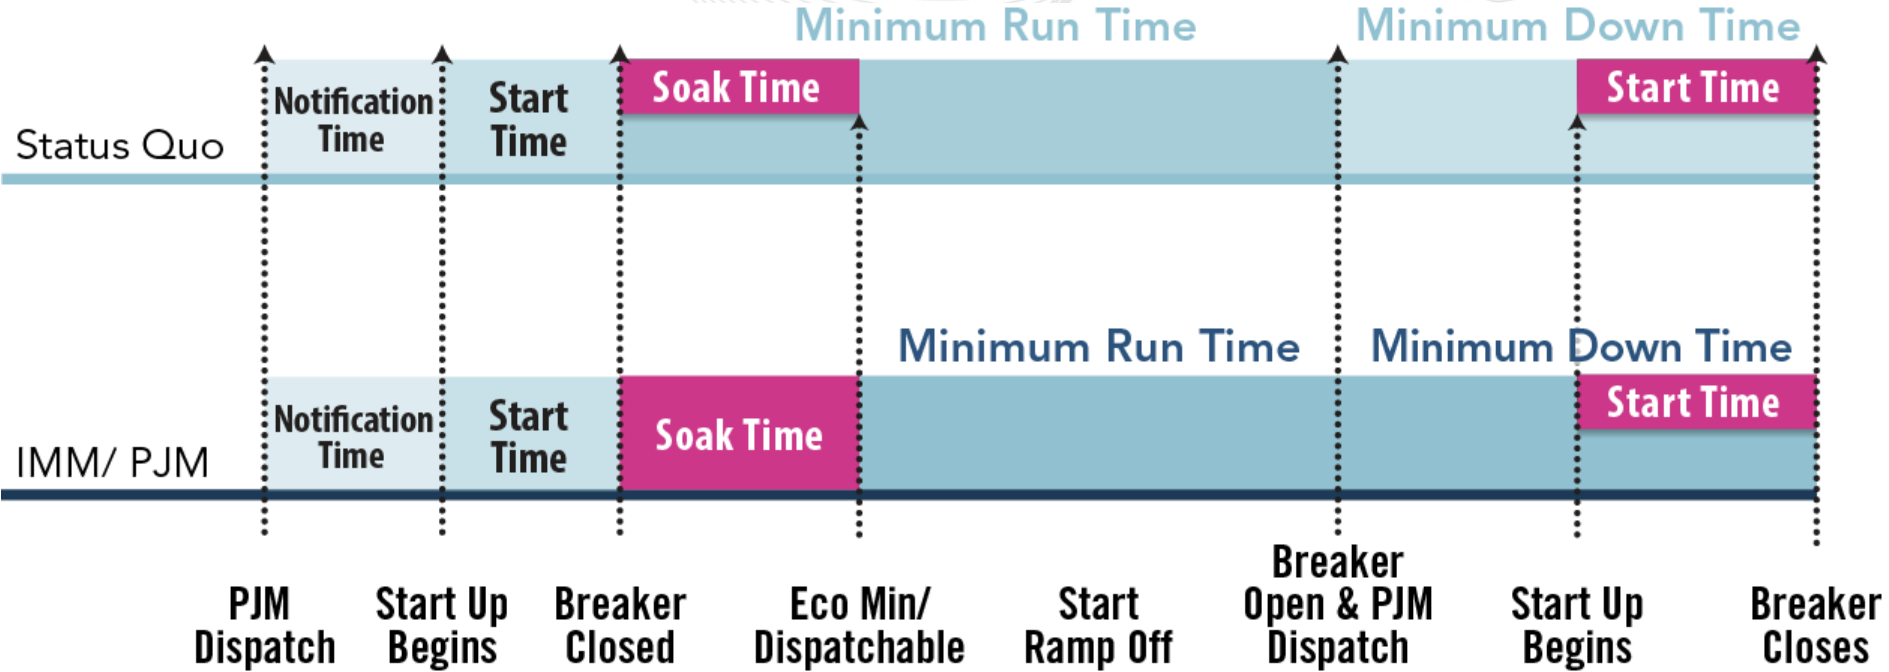 Minimum Run Time
Minimum Down Time
Status Quo
Notification
Time
Start
Time
Soak Time
Start Time
Minimum Run Time
Minimum Down Time
IMM/ PJM
Notification
Time
Start
Time
Soak Time
Start Time
PJM
Dispatch
Start Up
Begins
Breaker
Closed
Eco Min/
Dispatchable
Start
Ramp Off
Breaker
Open & PJM
Dispatch
Start Up
Begins
Breaker
Closes